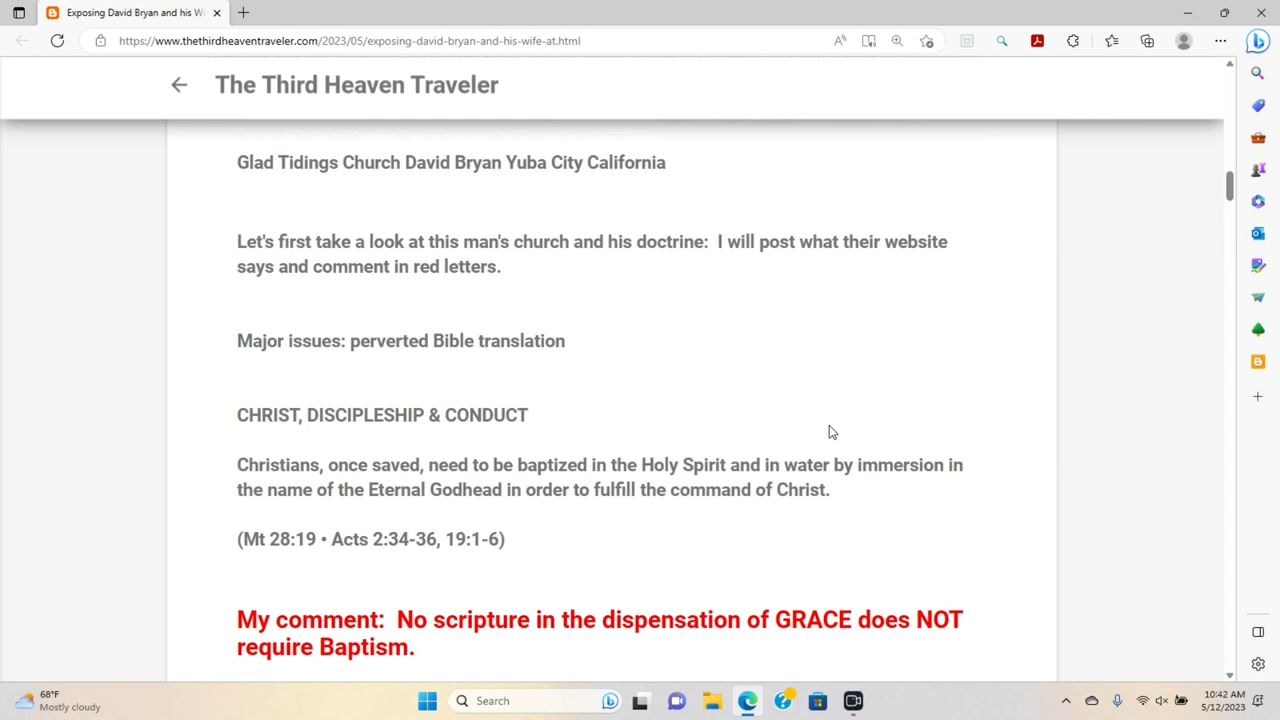 Exposing David Bryan and his Wi
https://www.thethirdheaventraveler.com/2023/05/exposing-david-bryan-and-his-wife-at.html
The Third Heaven Traveler
Glad Tidings Church David Bryan Yuba City California
Let's first take a look at this man's church and his doctrine:  I will post what their website
says and comment in red letters.
Major issues: perverted Bible translation
CHRIST, DISCIPLESHIP & CONDUCT
Christians, once saved, need to be baptized in the Holy Spirit and in water by immersion in
the name of the Eternal Godhead in order to fulfill the command of Christ.
(Mt 28:19 • Acts 2:34-36, 19:1-6)
My comment:  No scripture in the dispensation of GRACE does NOT
require Baptism.
68°F
Mostly cloudy
Search
10:42 AM
5/12/2023